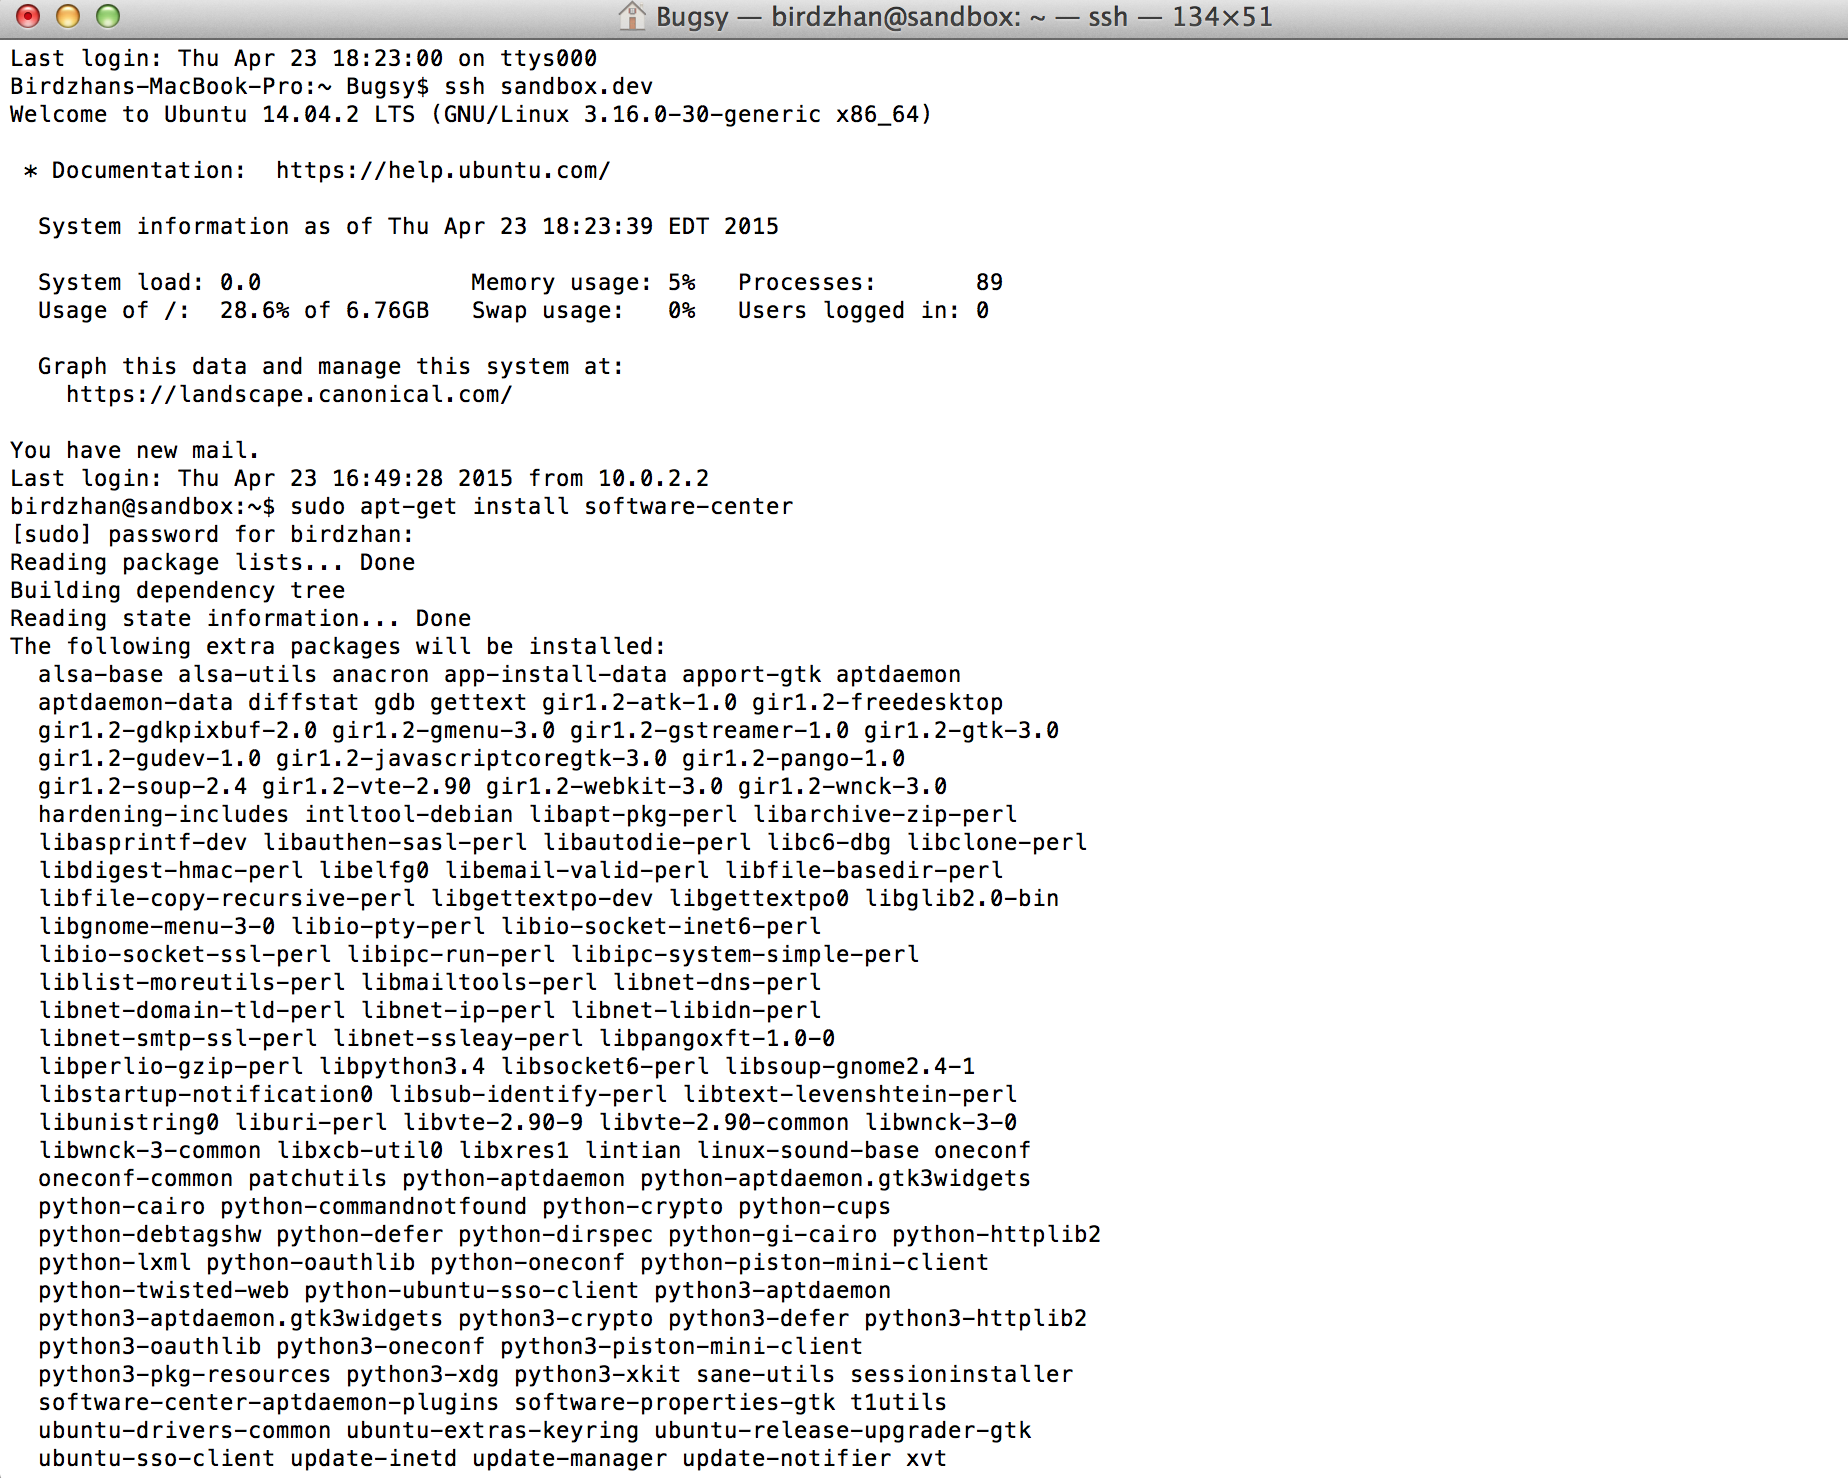 Bugsy — birdzhan@sandbox: ~ — ssh — 134×51
Last login: Thu Apr 23 18:23:00 on ttys000
Birdzhans-MacBook-Pro:~ Bugsy$ ssh sandbox.dev
Welcome to Ubuntu 14.04.2 LTS (GNU/Linux 3.16.0-30-generic x86_64)
* Documentation:  https://help.ubuntu.com/
System information as of Thu Apr 23 18:23:39 EDT 2015
System load: 0.0               Memory usage: 5%   Processes:       89
Usage of /:  28.6% of 6.76GB   Swap usage:   0%   Users logged in: 0
Graph this data and manage this system at:
https://landscape.canonical.com/
You have new mail.
Last login: Thu Apr 23 16:49:28 2015 from 10.0.2.2
birdzhan@sandbox:~$ sudo apt-get install software-center
[sudo] password for birdzhan:
Reading package lists... Done
Building dependency tree
Reading state information... Done
The following extra packages will be installed:
alsa-base alsa-utils anacron app-install-data apport-gtk aptdaemon
aptdaemon-data diffstat gdb gettext gir1.2-atk-1.0 gir1.2-freedesktop
gir1.2-gdkpixbuf-2.0 gir1.2-gmenu-3.0 gir1.2-gstreamer-1.0 gir1.2-gtk-3.0
gir1.2-gudev-1.0 gir1.2-javascriptcoregtk-3.0 gir1.2-pango-1.0
gir1.2-soup-2.4 gir1.2-vte-2.90 gir1.2-webkit-3.0 gir1.2-wnck-3.0
hardening-includes intltool-debian libapt-pkg-perl libarchive-zip-perl
libasprintf-dev libauthen-sasl-perl libautodie-perl libc6-dbg libclone-perl
libdigest-hmac-perl libelfg0 libemail-valid-perl libfile-basedir-perl
libfile-copy-recursive-perl libgettextpo-dev libgettextpo0 libglib2.0-bin
libgnome-menu-3-0 libio-pty-perl libio-socket-inet6-perl
libio-socket-ssl-perl libipc-run-perl libipc-system-simple-perl
liblist-moreutils-perl libmailtools-perl libnet-dns-perl
libnet-domain-tld-perl libnet-ip-perl libnet-libidn-perl
libnet-smtp-ssl-perl libnet-ssleay-perl libpangoxft-1.0-0
libperlio-gzip-perl libpython3.4 libsocket6-perl libsoup-gnome2.4-1
libstartup-notification0 libsub-identify-perl libtext-levenshtein-perl
libunistring0 liburi-perl libvte-2.90-9 libvte-2.90-common libwnck-3-0
libwnck-3-common libxcb-util0 libxres1 lintian linux-sound-base oneconf
oneconf-common patchutils python-aptdaemon python-aptdaemon.gtk3widgets
python-cairo python-commandnotfound python-crypto python-cups
python-debtagshw python-defer python-dirspec python-gi-cairo python-httplib2
python-lxml python-oauthlib python-oneconf python-piston-mini-client
python-twisted-web python-ubuntu-sso-client python3-aptdaemon
python3-aptdaemon.gtk3widgets python3-crypto python3-defer python3-httplib2
python3-oauthlib python3-oneconf python3-piston-mini-client
python3-pkg-resources python3-xdg python3-xkit sane-utils sessioninstaller
software-center-aptdaemon-plugins software-properties-gtk t1utils
ubuntu-drivers-common ubuntu-extras-keyring ubuntu-release-upgrader-gtk
ubuntu-sso-client update-inetd update-manager update-notifier xvt